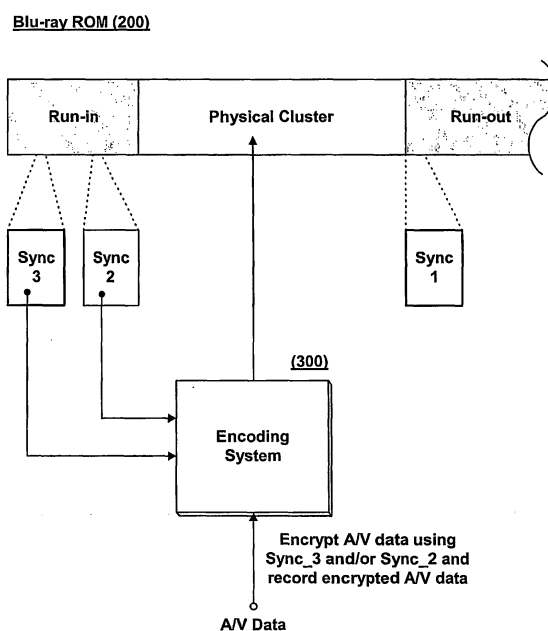 Blu-ray ROM (200)
Run-in
Physical Cluster
Run-out
Sync
3
Sync
2
Sync
1
(300)
Encoding
System
Encrypt A/V data using
Sync_3 and/or Sync_2 and
record encrypted A/V data
A/V Data